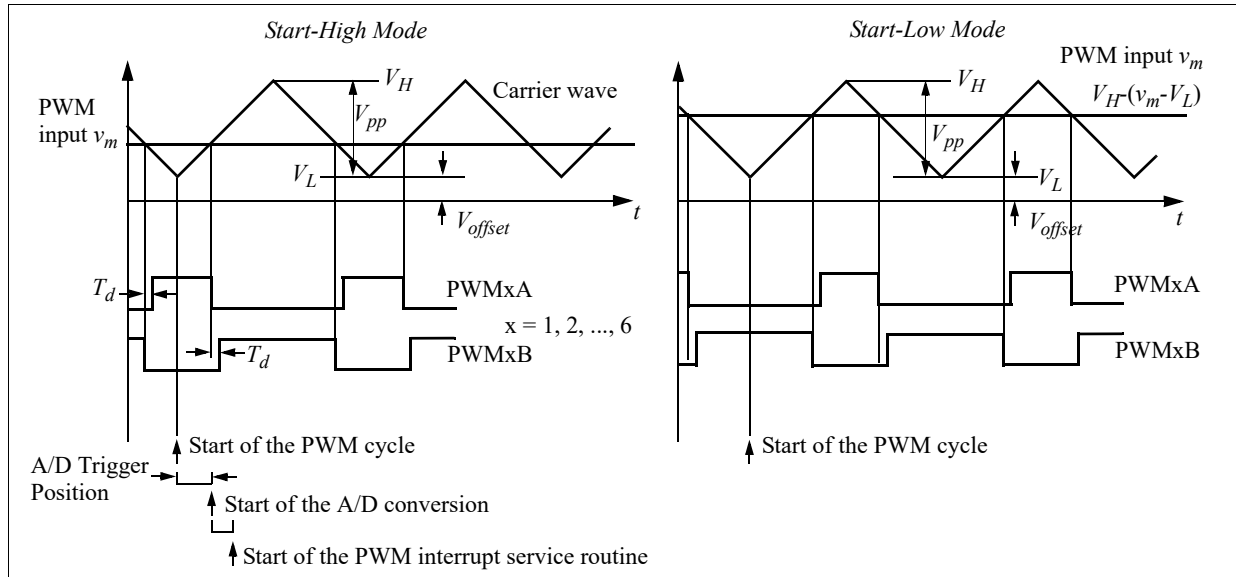 Start-High Mode
V_H
PWM
input v_m
V_pp
Carrier wave
V_L
t
V_offset
T_d
PWMxA
x = 1, 2, ..., 6
PWMxB
T_d
Start of the PWM cycle
A/D Trigger
Position
Start of the A/D conversion
Start of the PWM interrupt service routine
Start-Low Mode
PWM input v_m
V_H
V_H-(v_m-V_L)
V_pp
V_L
t
V_offset
PWMxA
PWMxB
Start of the PWM cycle